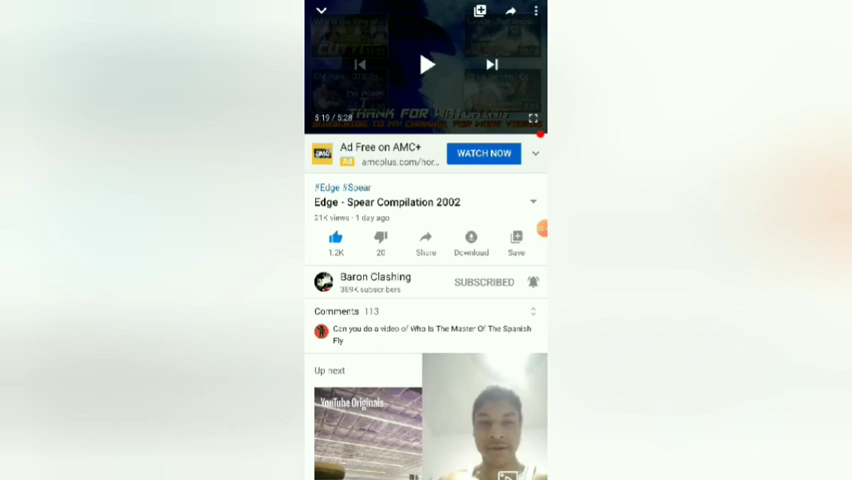 5:19 / 5:28
THANK FOR WATCHING
Ad Free on AMC+
Ad amcplus.com/hor...
WATCH NOW
#Edge #Spear
Edge - Spear Compilation 2002
21K views · 1 day ago
1.2K
20
Share
Download
Save
Baron Clashing
389K subscribers
SUBSCRIBED
Comments 113
Can you do a video of Who Is The Master Of The Spanish
Fly
Up next
YouTube Originals